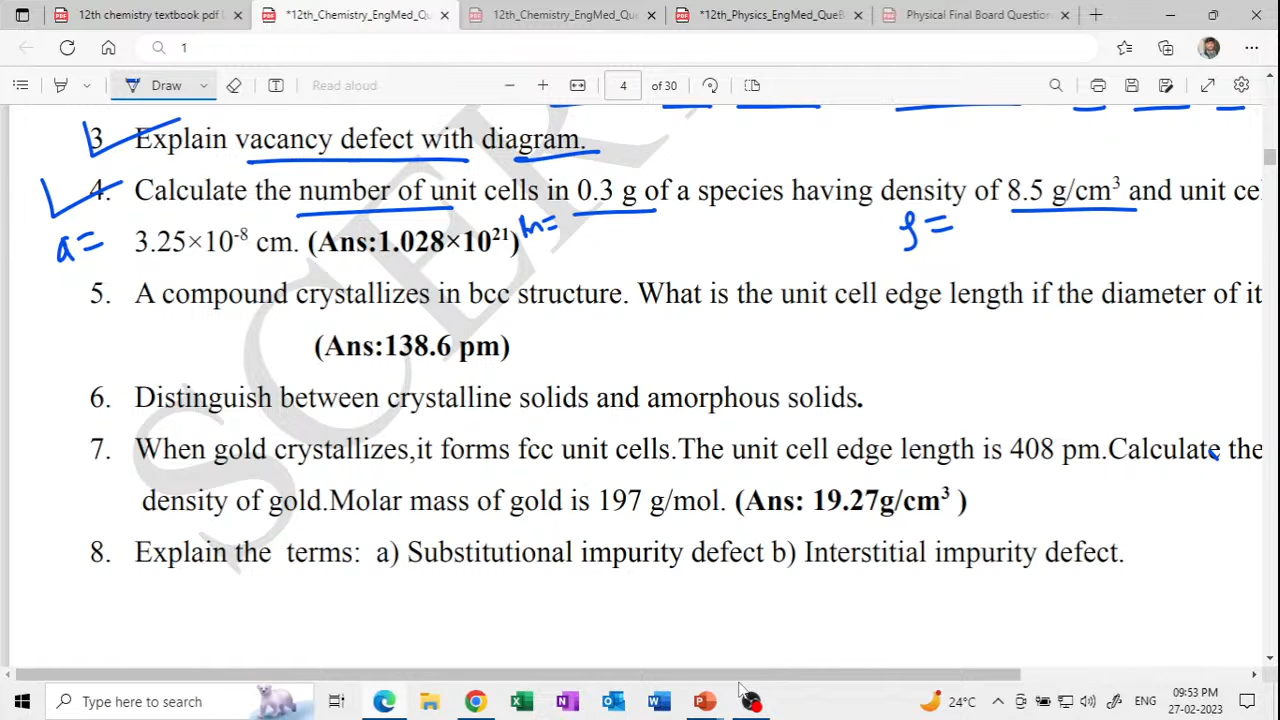 12th chemistry textbook pdf
*12th_Chemistry_EngMed_Qu
12th_Chemistry_EngMed_Que
*12th_Physics_EngMed_QueB
Physical Final Board Question
1
Draw
Read aloud
4 of 30
3. Explain vacancy defect with diagram.
4. Calculate the number of unit cells in 0.3 g of a species having density of 8.5 g/cm³ and unit ce
a= 3.25×10⁻⁸ cm. (Ans:1.028×10²¹) m= ρ=
5. A compound crystallizes in bcc structure. What is the unit cell edge length if the diameter of it
(Ans:138.6 pm)
6. Distinguish between crystalline solids and amorphous solids.
7. When gold crystallizes,it forms fcc unit cells.The unit cell edge length is 408 pm.Calculate the
density of gold.Molar mass of gold is 197 g/mol. (Ans: 19.27g/cm³ )
8. Explain the terms: a) Substitutional impurity defect b) Interstitial impurity defect.
SCER
Type here to search
24°C
ENG
09:53 PM
27-02-2023